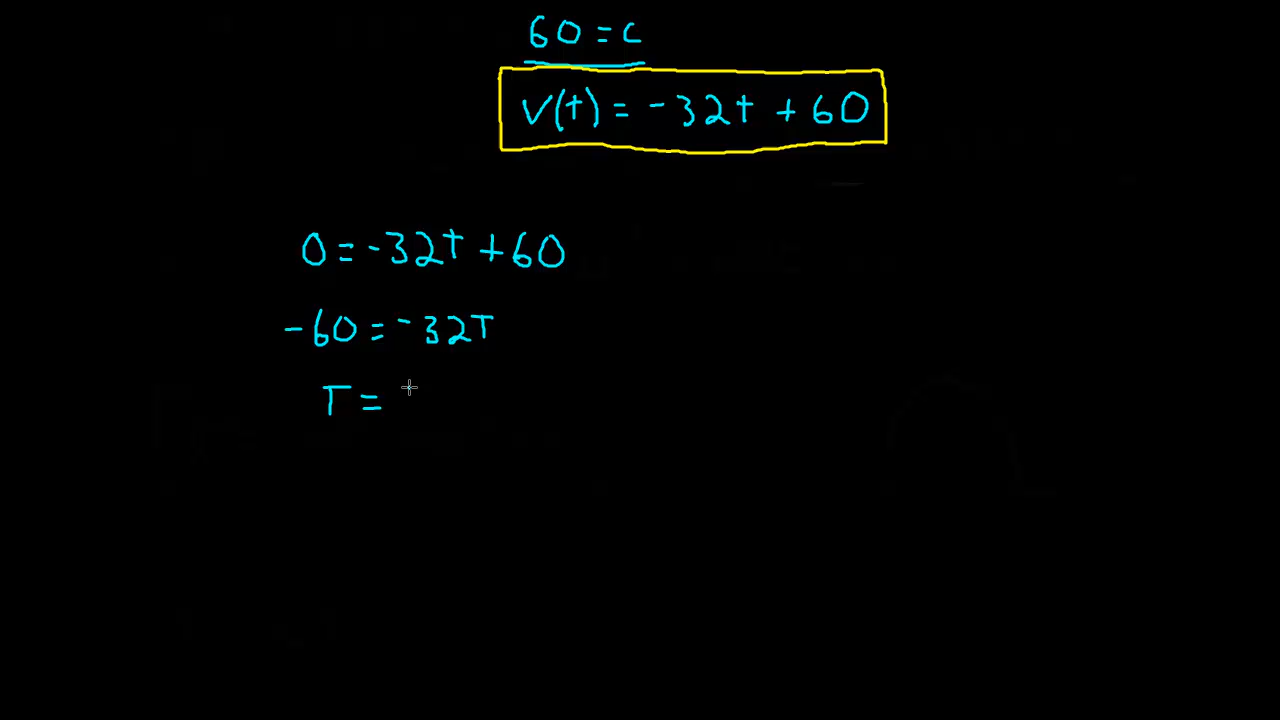 60 = c
v(t) = -32t + 60
0 = -32t + 60
-60 = -32T
T =